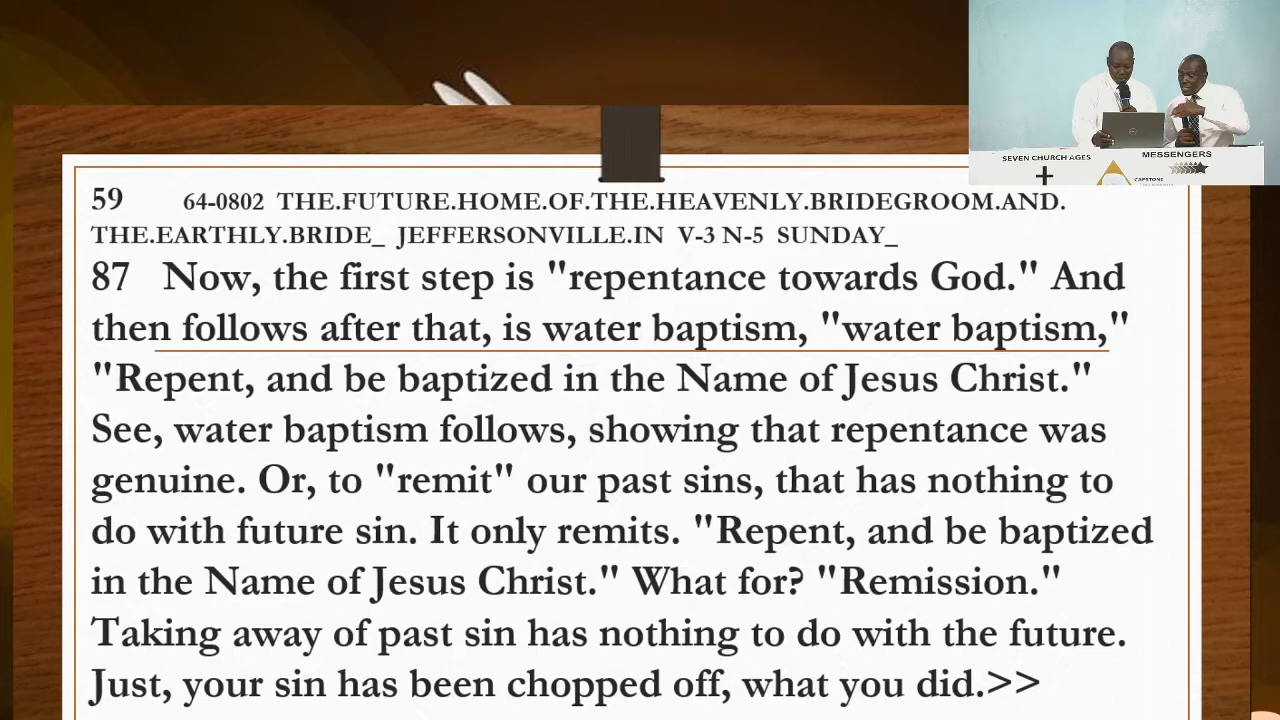 SEVEN CHURCH AGES
MESSENGERS
CAPSTONE
59 64-0802 THE.FUTURE.HOME.OF.THE.HEAVENLY.BRIDEGROOM.AND.
THE.EARTHLY.BRIDE_ JEFFERSONVILLE.IN V-3 N-5 SUNDAY_
87 Now, the first step is "repentance towards God." And
then follows after that, is water baptism, "water baptism,"
"Repent, and be baptized in the Name of Jesus Christ."
See, water baptism follows, showing that repentance was
genuine. Or, to "remit" our past sins, that has nothing to
do with future sin. It only remits. "Repent, and be baptized
in the Name of Jesus Christ." What for? "Remission."
Taking away of past sin has nothing to do with the future.
Just, your sin has been chopped off, what you did.>>